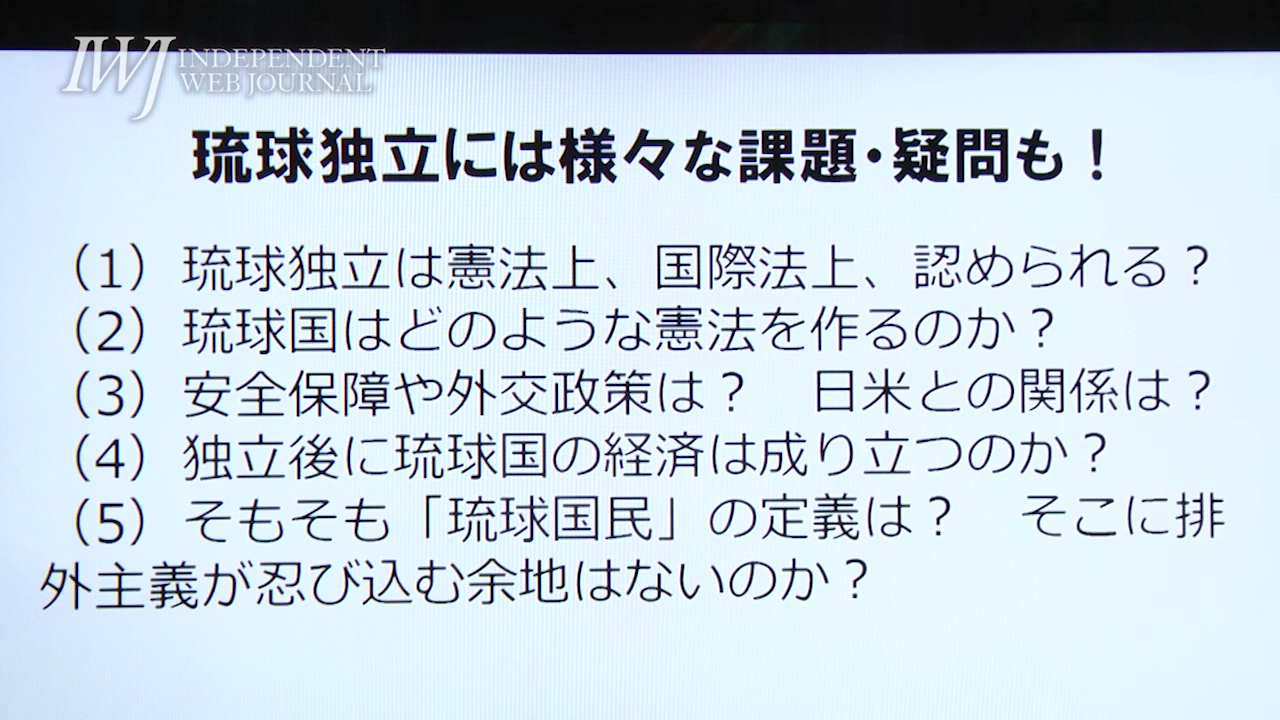 IWJ INDEPENDENT
WEB JOURNAL
琉球独立には様々な課題・疑問も！
（1）琉球独立は憲法上、国際法上、認められる？
（2）琉球国はどのような憲法を作るのか？
（3）安全保障や外交政策は？　日米との関係は？
（4）独立後に琉球国の経済は成り立つのか？
（5）そもそも「琉球国民」の定義は？　そこに排
外主義が忍び込む余地はないのか？